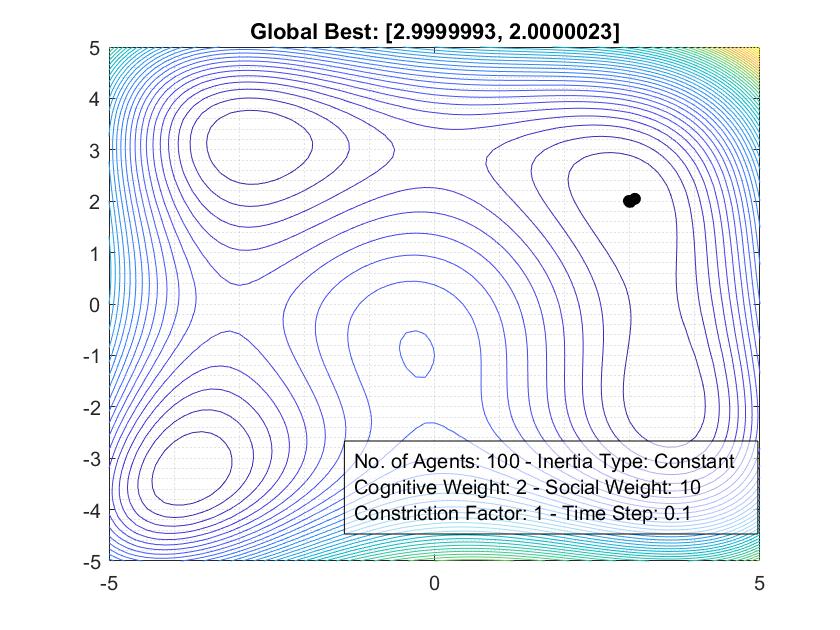 Global Best: [2.9999993, 2.0000023]
5
4
3
2
1
0
-1
-2
-3
-4
-5
No. of Agents: 100 - Inertia Type: Constant
Cognitive Weight: 2 - Social Weight: 10
Constriction Factor: 1 - Time Step: 0.1
-5 0 5